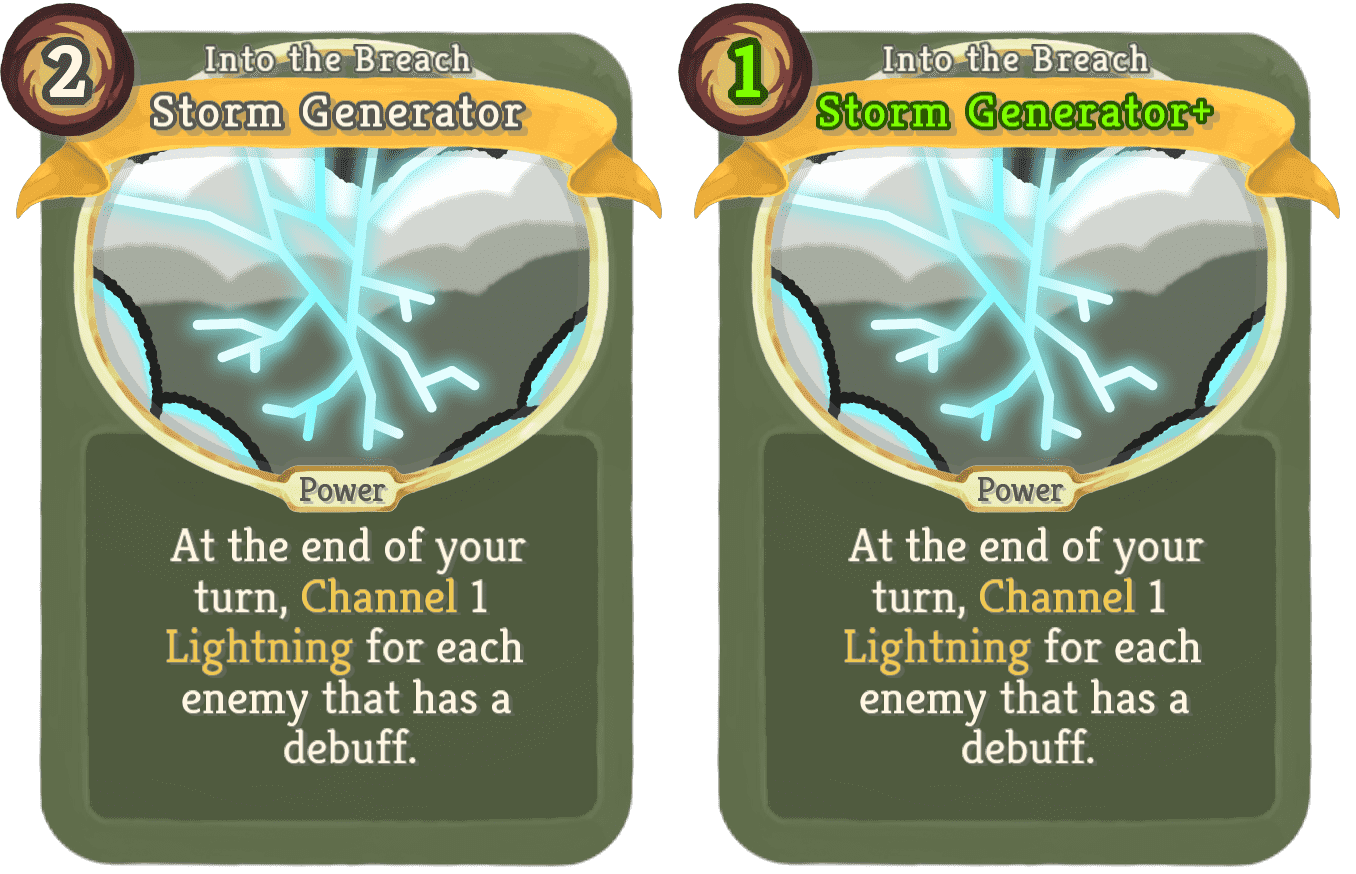 2
Into the Breach
Storm Generator
Power
At the end of your
turn, Channel 1
Lightning for each
enemy that has a
debuff.
1
Into the Breach
Storm Generator+
Power
At the end of your
turn, Channel 1
Lightning for each
enemy that has a
debuff.